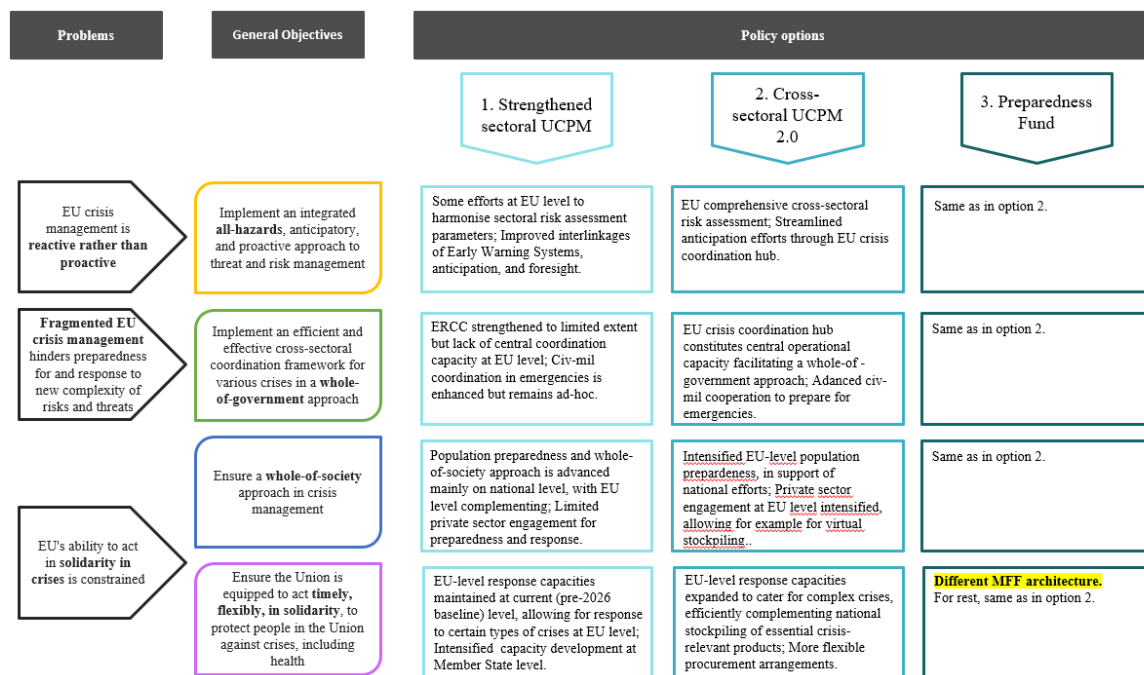 Problems
General Objectives
Policy options
1. Strengthened
sectoral UCPM
2. Cross-
sectoral UCPM
2.0
3. Preparedness
Fund
EU crisis
management is
reactive rather than
proactive
Implement an integrated
all-hazards, anticipatory,
and proactive approach to
threat and risk management
Some efforts at EU level to
harmonise sectoral risk assessment
parameters; Improved interlinkages
of Early Warning Systems,
anticipation, and foresight.
EU comprehensive cross-sectoral
risk assessment; Streamlined
anticipation efforts through EU crisis
coordination hub.
Same as in option 2.
Fragmented EU
crisis management
hinders preparedness
for and response to
new complexity of
risks and threats
Implement an efficient and
effective cross-sectoral
coordination framework for
various crises in a whole-
of-government approach
ERCC strengthened to limited extent
but lack of central coordination
capacity at EU level; Civ-mil
coordination in emergencies is
enhanced but remains ad-hoc.
EU crisis coordination hub
constitutes central operational
capacity facilitating a whole-of -
government approach; Adanced civ-
mil cooperation to prepare for
emergencies.
Same as in option 2.
EU's ability to act
in solidarity in
crises is constrained
Ensure a whole-of-society
approach in crisis
management
Population preparedness and whole-
of-society approach is advanced
mainly on national level, with EU
level complementing; Limited
private sector engagement for
preparedness and response.
Intensified EU-level population
prepardeness, in support of
national efforts; Private sector
engagement at EU level intensified,
allowing for example for virtual
stockpiling..
Same as in option 2.
Ensure the Union is
equipped to act timely,
flexibly, in solidarity, to
protect people in the Union
against crises, including
health
EU-level response capacities
maintained at current (pre-2026
baseline) level, allowing for response
to certain types of crises at EU level;
Intensified capacity development at
Member State level.
EU-level response capacities
expanded to cater for complex crises,
efficiently complementing national
stockpiling of essential crisis-
relevant products; More flexible
procurement arrangements.
Different MFF architecture.
For rest, same as in option 2.